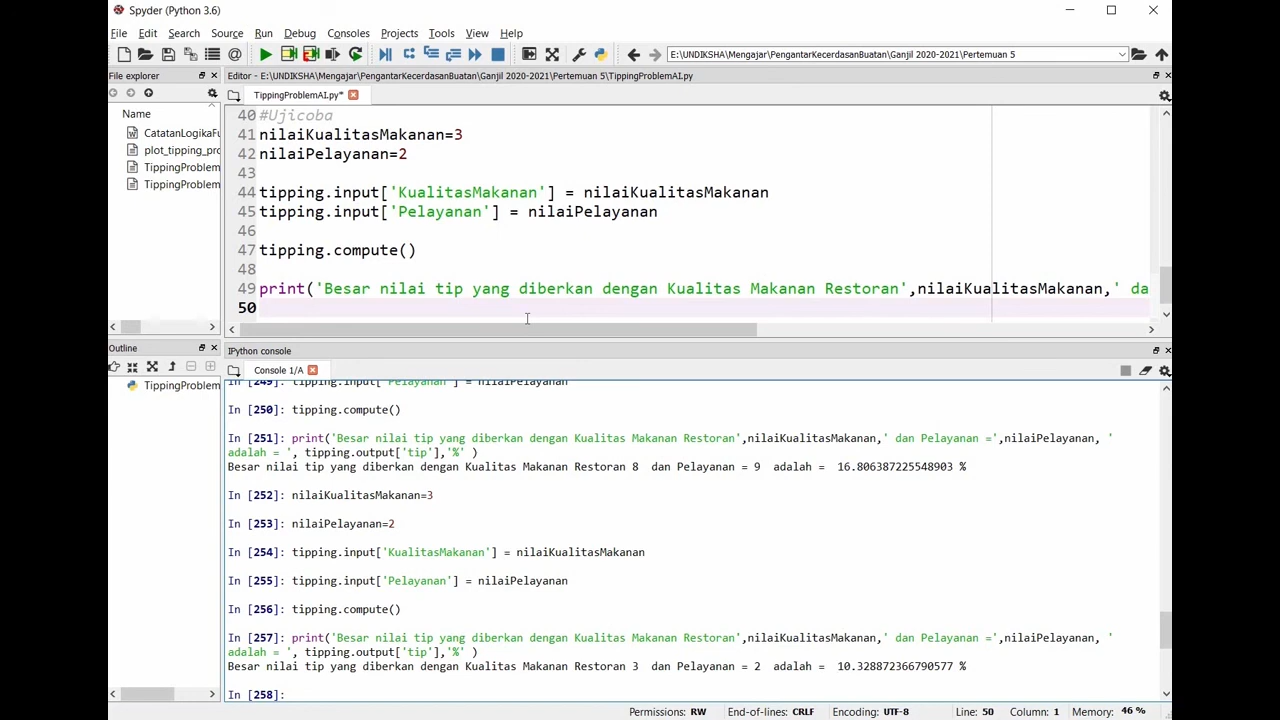 Spyder (Python 3.6)
File Edit Search Source Run Debug Consoles Projects Tools View Help
E:\UNDIKSHA\Mengajar\PengantarKecerdasanBuatan\Ganjil 2020-2021\Pertemuan 5
File explorer
Editor - E:\UNDIKSHA\Mengajar\PengantarKecerdasanBuatan\Ganjil 2020-2021\Pertemuan 5\TippingProblemAI.py
TippingProblemAI.py*
Name
CatatanLogikaFu
plot_tipping_pro
TippingProblem
TippingProblem
40 #Ujicoba
41 nilaiKualitasMakanan=3
42 nilaiPelayanan=2
43
44 tipping.input['KualitasMakanan'] = nilaiKualitasMakanan
45 tipping.input['Pelayanan'] = nilaiPelayanan
46
47 tipping.compute()
48
49 print('Besar nilai tip yang diberkan dengan Kualitas Makanan Restoran',nilaiKualitasMakanan,' da
50
Outline
TippingProblem
IPython console
Console 1/A
In [249]: tipping.input['Pelayanan'] = nilaiPelayanan
In [250]: tipping.compute()
In [251]: print('Besar nilai tip yang diberkan dengan Kualitas Makanan Restoran',nilaiKualitasMakanan,' dan Pelayanan =',nilaiPelayanan, '
adalah = ', tipping.output['tip'],'%' )
Besar nilai tip yang diberkan dengan Kualitas Makanan Restoran 8  dan Pelayanan = 9  adalah =  16.806387225548903 %
In [252]: nilaiKualitasMakanan=3
In [253]: nilaiPelayanan=2
In [254]: tipping.input['KualitasMakanan'] = nilaiKualitasMakanan
In [255]: tipping.input['Pelayanan'] = nilaiPelayanan
In [256]: tipping.compute()
In [257]: print('Besar nilai tip yang diberkan dengan Kualitas Makanan Restoran',nilaiKualitasMakanan,' dan Pelayanan =',nilaiPelayanan, '
adalah = ', tipping.output['tip'],'%' )
Besar nilai tip yang diberkan dengan Kualitas Makanan Restoran 3  dan Pelayanan = 2  adalah =  10.328872366790577 %
In [258]:
Permissions: RW End-of-lines: CRLF Encoding: UTF-8 Line: 50 Column: 1 Memory: 46 %